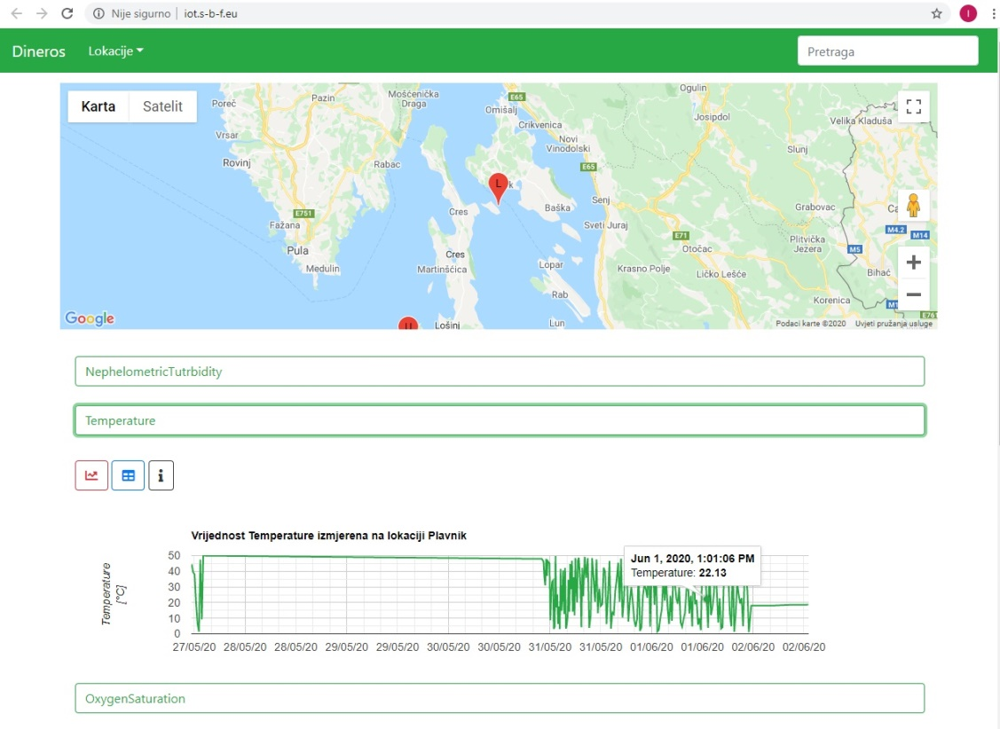 Nije sigurno | iot.s-b-f.eu
I
Dineros Lokacije Pretraga
Karta Satelit
Poreč
Pazin
Mošćenička
Draga
E65
Omišalj
Crikvenica
Ogulin
Josipdol
Velika Kladuša
Vrsar
Rovinj
Rabac
Novi
Vinodolski
E65
Slunj
L
k
E751
Fažana
Cres
Baška
Senj
Grabovac
Sveti Juraj
E71
Otočac
Plitvička
Jezera
M4.2
M14
M5
Pula
Medulin
Cres
Martinšćica
Lopar
Krasno Polje
Ličko Lešće
Bihać
Rab
Korenica
Google
U
Lošinj
Lun
E761
Podaci karte ©2020 Uvjeti pružanja usluge
NephelometricTutrbidity
Temperature
i
Vrijednost Temperature izmjerena na lokaciji Plavnik
Temperature
[°C]
50
40
30
20
10
0
Jun 1, 2020, 1:01:06 PM
Temperature: 22.13
27/05/20 28/05/20 28/05/20 29/05/20 29/05/20 30/05/20 30/05/20 31/05/20 31/05/20 01/06/20 01/06/20 02/06/20 02/06/20
OxygenSaturation